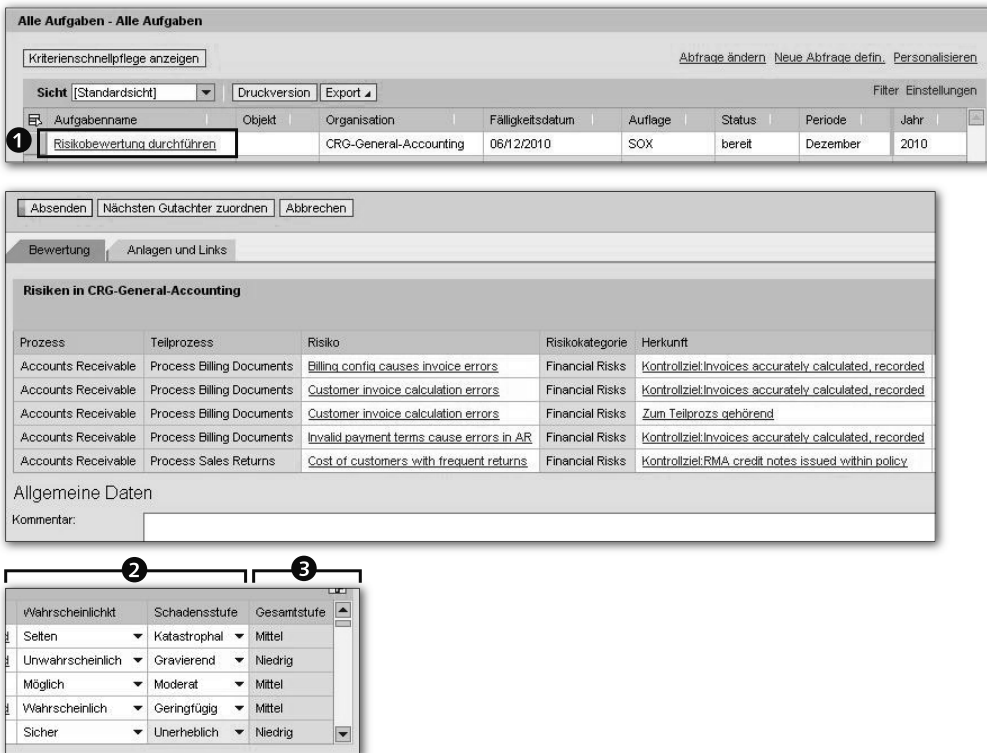 Alle Aufgaben - Alle Aufgaben
Kriterienschnellpflege anzeigen
Abfrage ändern Neue Abfrage defin. Personalisieren
Sicht [Standardsicht] Druckversion Export Filter Einstellungen
Aufgabenname Objekt Organisation Fälligkeitsdatum Auflage Status Periode Jahr
1 Risikobewertung durchführen CRG-General-Accounting 06/12/2010 SOX bereit Dezember 2010
Absenden Nächsten Gutachter zuordnen Abbrechen
Bewertung Anlagen und Links
Risiken in CRG-General-Accounting
Prozess Teilprozess Risiko Risikokategorie Herkunft
Accounts Receivable Process Billing Documents Billing config causes invoice errors Financial Risks Kontrollziel:Invoices accurately calculated, recorded
Accounts Receivable Process Billing Documents Customer invoice calculation errors Financial Risks Kontrollziel:Invoices accurately calculated, recorded
Accounts Receivable Process Billing Documents Customer invoice calculation errors Financial Risks Zum Teilprozs gehörend
Accounts Receivable Process Billing Documents Invalid payment terms cause errors in AR Financial Risks Kontrollziel:Invoices accurately calculated, recorded
Accounts Receivable Process Sales Returns Cost of customers with frequent returns Financial Risks Kontrollziel:RMA credit notes issued within policy
Allgemeine Daten
Kommentar:
2 3
Wahrscheinlichkt Schadensstufe Gesamtstufe
Selten Katastrophal Mittel
Unwahrscheinlich Gravierend Niedrig
Möglich Moderat Mittel
Wahrscheinlich Geringfügig Mittel
Sicher Unerheblich Niedrig